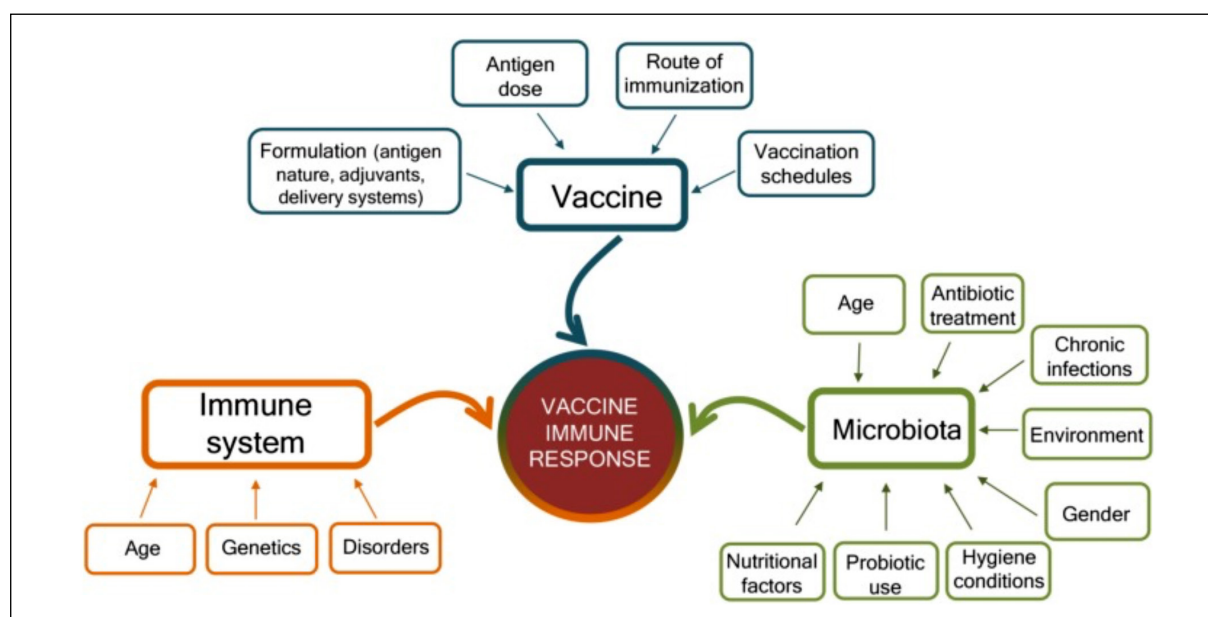 Antigen
dose
Route of
immunization
Formulation (antigen
nature, adjuvants,
delivery systems)
Vaccination
schedules
Vaccine
Age
Antibiotic
treatment
Chronic
infections
Immune
system
VACCINE
IMMUNE
RESPONSE
Microbiota
Environment
Gender
Age
Genetics
Disorders
Nutritional
factors
Probiotic
use
Hygiene
conditions